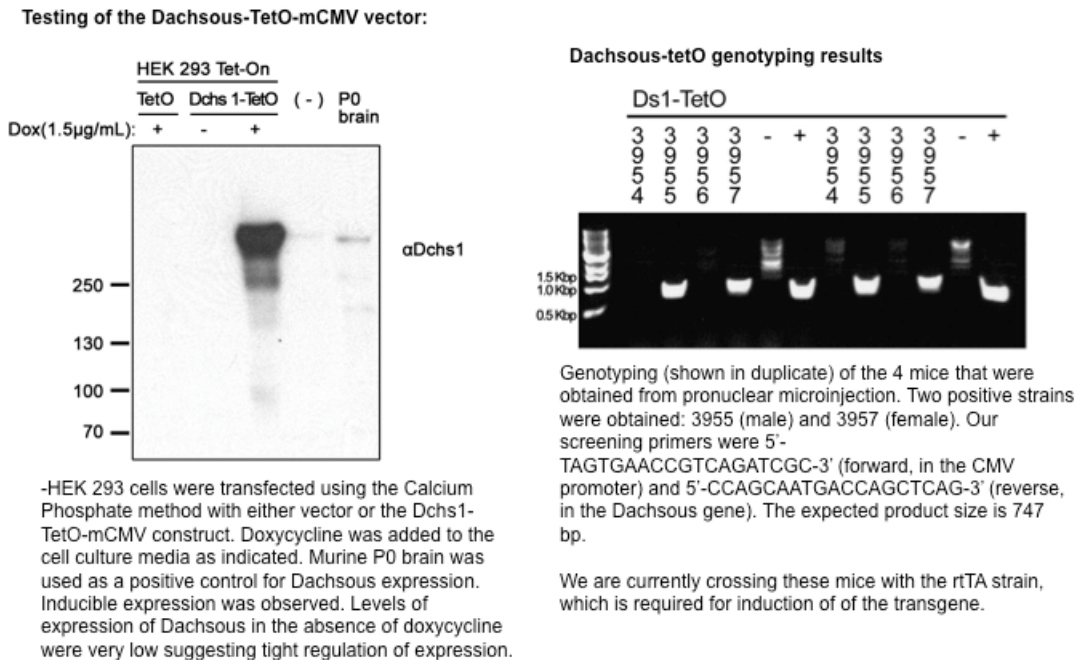 Testing of the Dachsous-TetO-mCMV vector:
HEK 293 Tet-On
TetO Dchs 1-TetO ( - ) P0 brain
Dox(1.5µg/mL): + - +
αDchs1
250
130
100
70
-HEK 293 cells were transfected using the Calcium
Phosphate method with either vector or the Dchs1-
TetO-mCMV construct. Doxycycline was added to the
cell culture media as indicated. Murine P0 brain was
used as a positive control for Dachsous expression.
Inducible expression was observed. Levels of
expression of Dachsous in the absence of doxycycline
were very low suggesting tight regulation of expression.
Dachsous-tetO genotyping results
Ds1-TetO
3954 3955 3956 3957 - + 3954 3955 3956 3957 - +
1.5Kbp
1.0Kbp
0.5Kbp
Genotyping (shown in duplicate) of the 4 mice that were
obtained from pronuclear microinjection. Two positive strains
were obtained: 3955 (male) and 3957 (female). Our
screening primers were 5'-
TAGTGAACCGTCAGATCGC-3' (forward, in the CMV
promoter) and 5'-CCAGCAATGACCAGCTCAG-3' (reverse,
in the Dachsous gene). The expected product size is 747
bp.
We are currently crossing these mice with the rtTA strain,
which is required for induction of of the transgene.